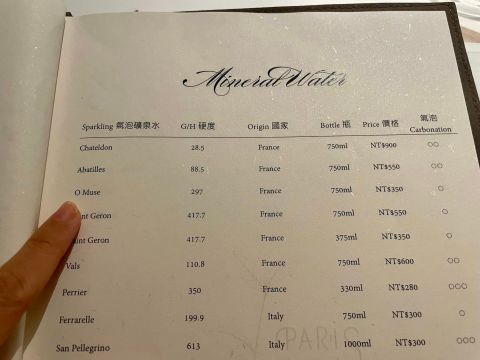 Mineral Water
Sparkling 氣泡礦泉水 G/H 硬度 Origin 國家 Bottle 瓶 Price 價格 氣泡 Carbonation
Chateldon 28.5 France 750ml NT$900 ○○
Abatilles 88.5 France 750ml NT$550 ○○
O Muse 297 France 750ml NT$350 ○
Geron 417.7 France 750ml NT$550 ○
Geron 417.7 France 375ml NT$350 ○
Vals 110.8 France 750ml NT$600 ○○
Perrier 350 France 330ml NT$280 ○○○
Ferrarelle 199.9 Italy 750ml NT$300 ○
San Pellegrino 613 Italy 1000ml NT$300 ○○○
PARIS